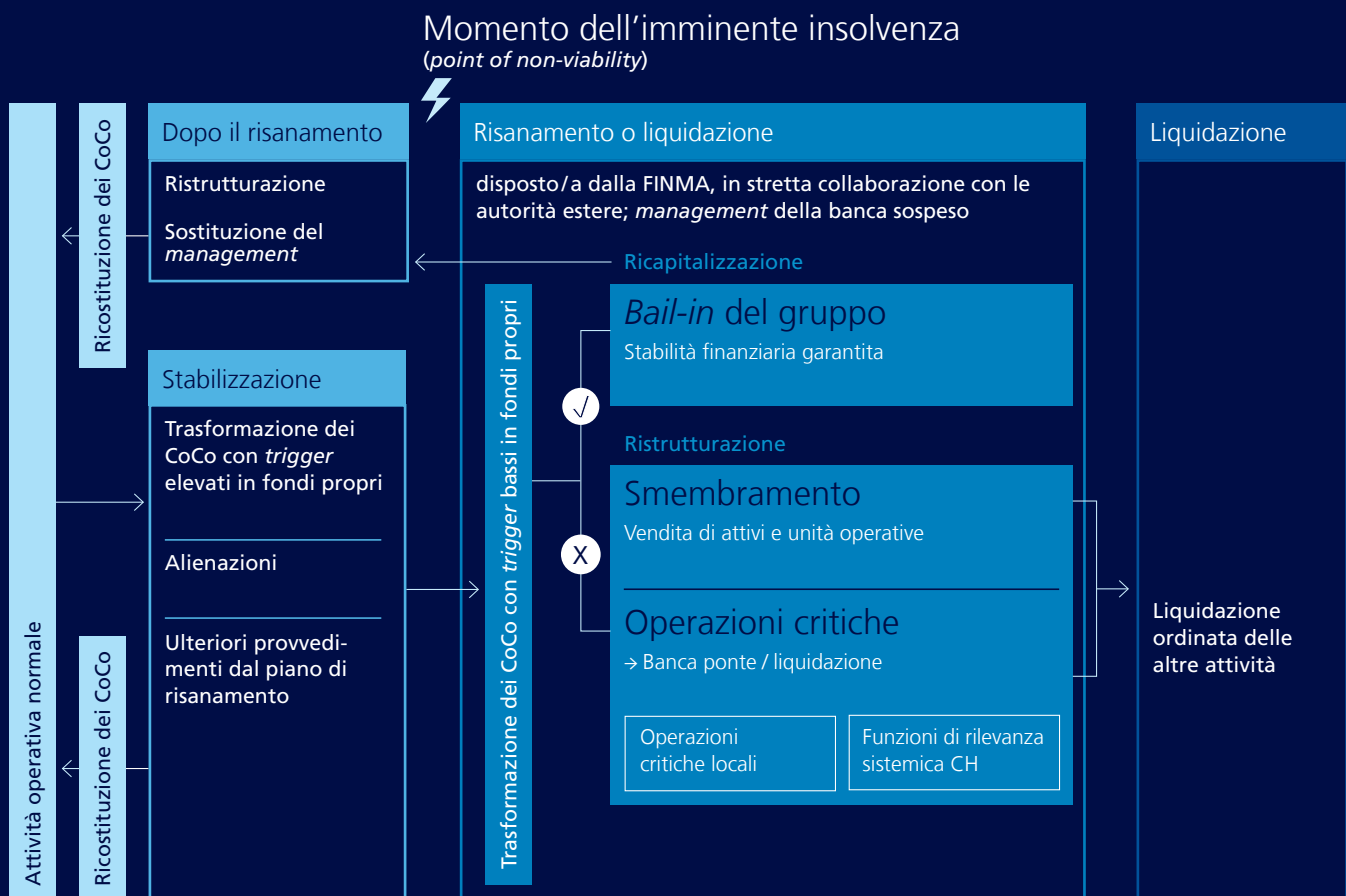 Momento dell'imminente insolvenza
(point of non-viability)
Attività operativa normale
Ricostituzione dei CoCo
Dopo il risanamento
Ristrutturazione
Sostituzione del
management
Stabilizzazione
Trasformazione dei
CoCo con trigger
elevati in fondi propri
Alienazioni
Ulteriori provvedi-
menti dal piano di
risanamento
Ricostituzione dei CoCo
Risanamento o liquidazione
disposto/a dalla FINMA, in stretta collaborazione con le
autorità estere; management della banca sospeso
Trasformazione dei CoCo con trigger bassi in fondi propri
Ricapitalizzazione
Bail-in del gruppo
Stabilità finanziaria garantita
√
Ristrutturazione
Smembramento
Vendita di attivi e unità operative
X
Operazioni critiche
→ Banca ponte / liquidazione
Operazioni
critiche locali
Funzioni di rilevanza
sistemica CH
Liquidazione
Liquidazione
ordinata delle
altre attività